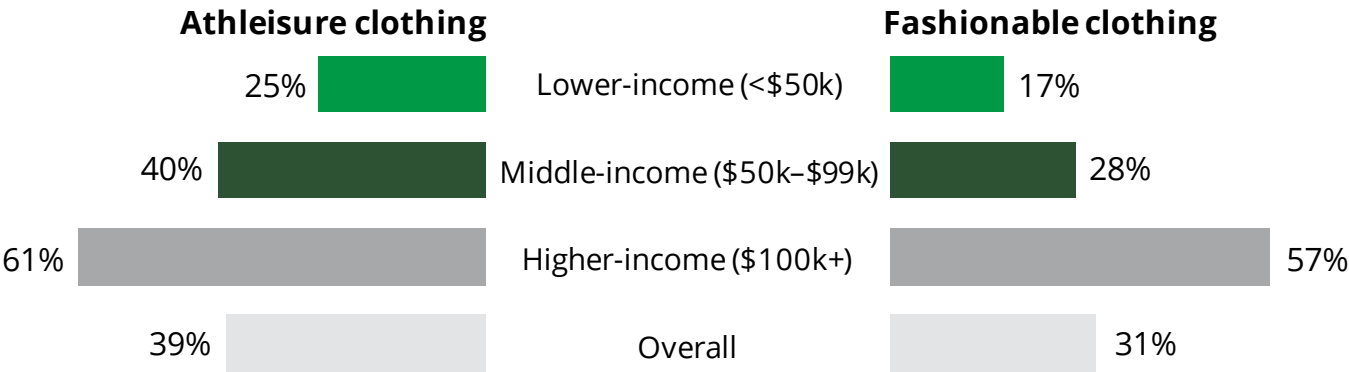 Athleisure clothing
Fashionable clothing
25%
Lower-income (<$50k)
17%
40%
Middle-income ($50k–$99k)
28%
61%
Higher-income ($100k+)
57%
39%
Overall
31%